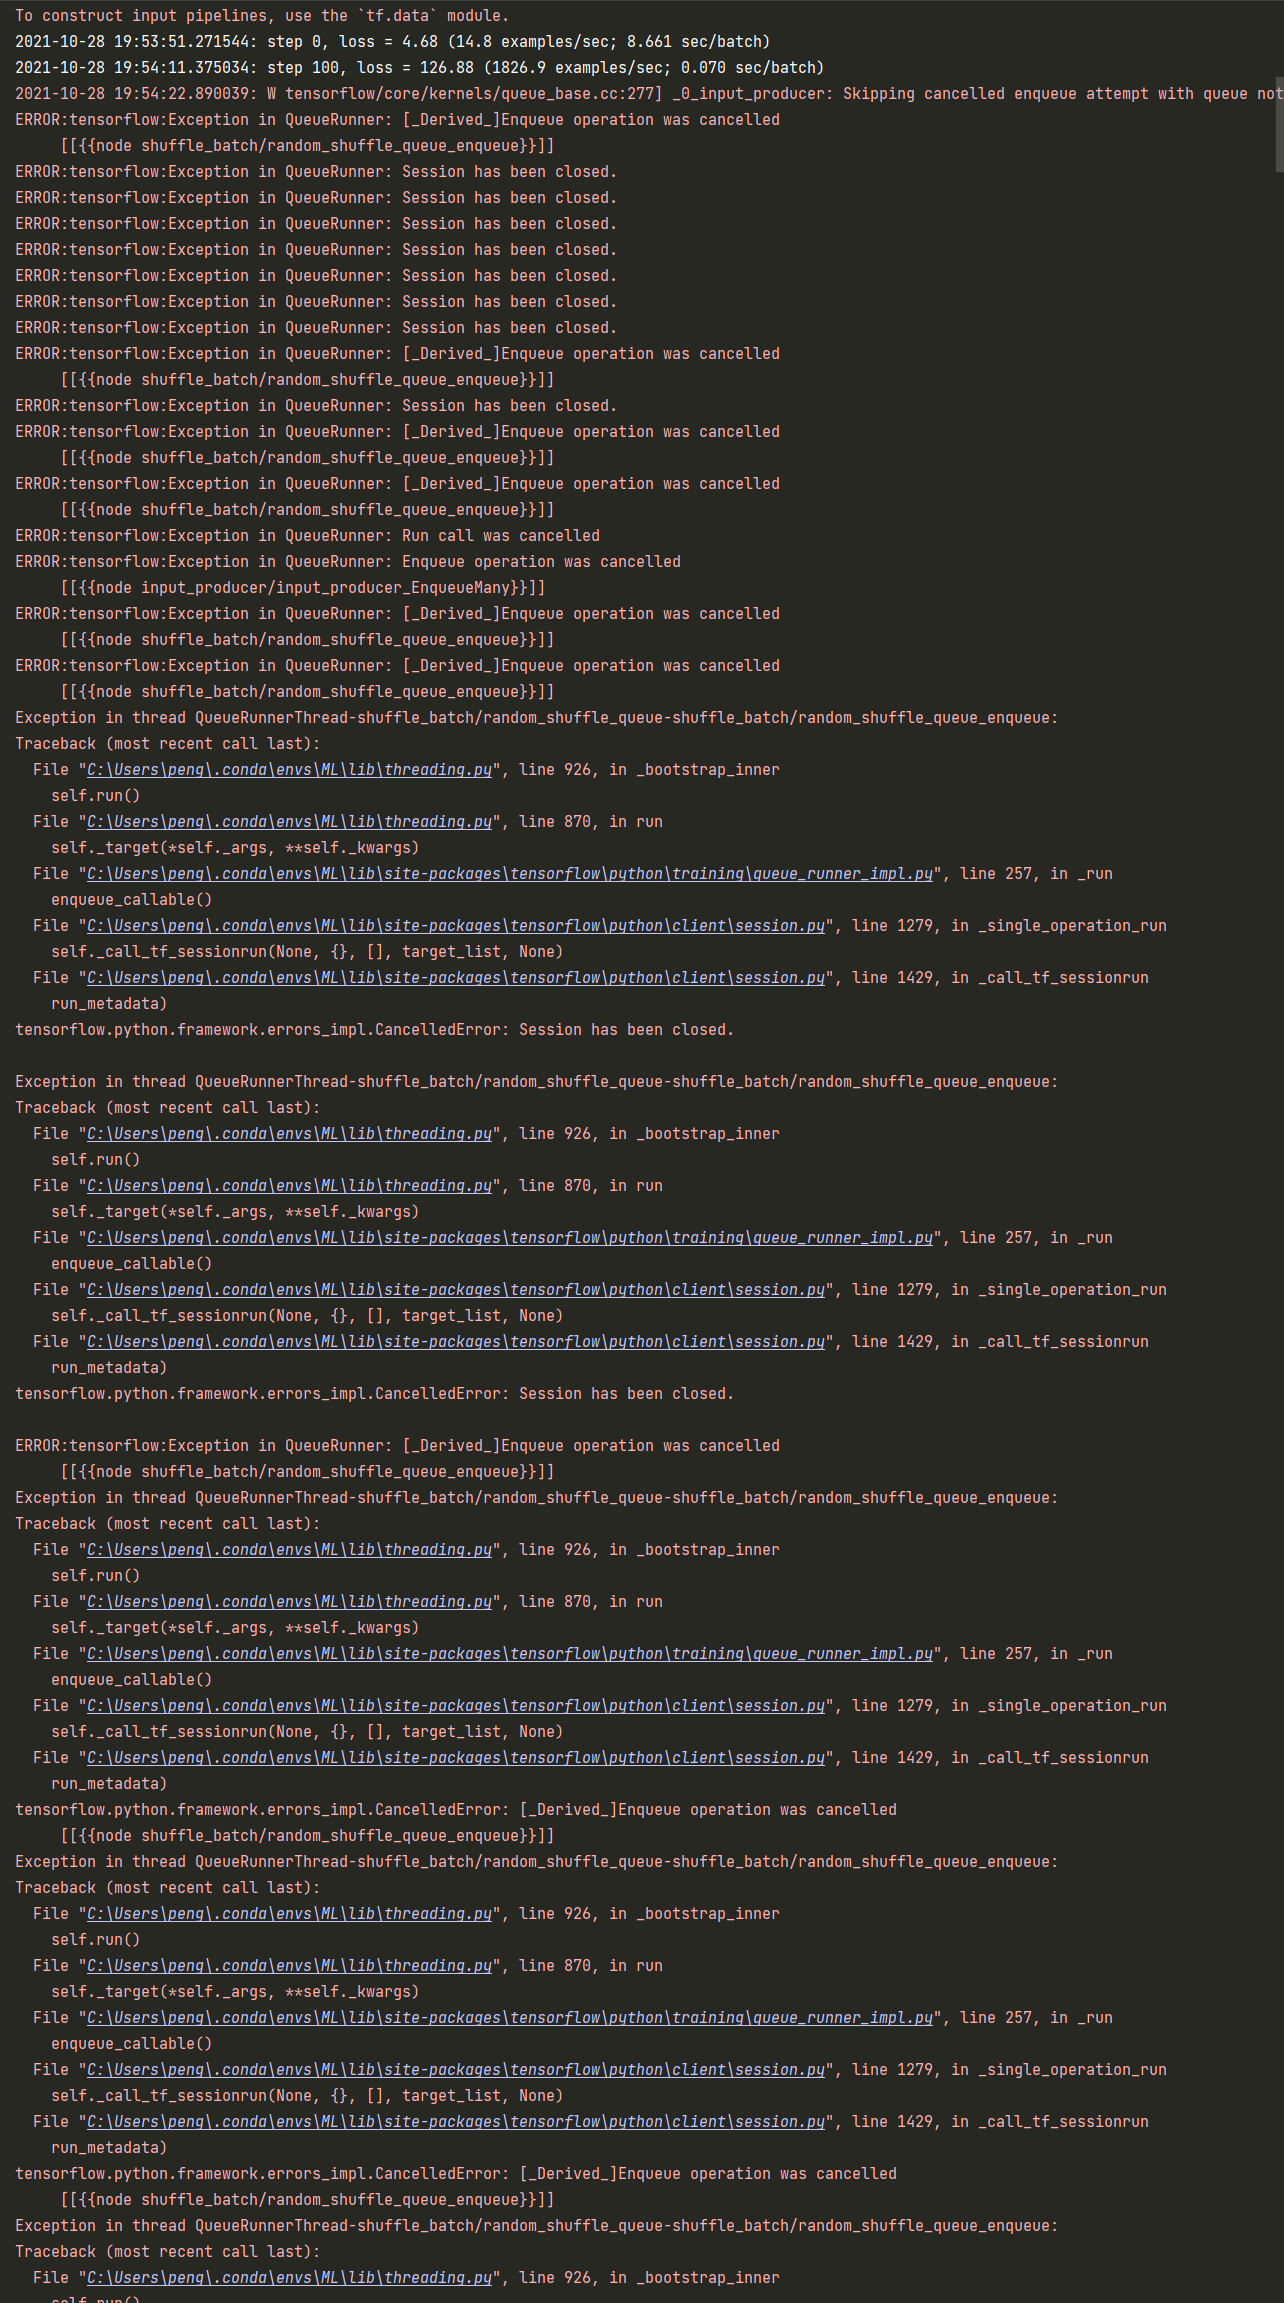 To construct input pipelines, use the `tf.data` module.
2021-10-28 19:53:51.271544: step 0, loss = 4.68 (14.8 examples/sec; 8.661 sec/batch)
2021-10-28 19:54:11.375034: step 100, loss = 126.88 (1826.9 examples/sec; 0.070 sec/batch)
2021-10-28 19:54:22.890039: W tensorflow/core/kernels/queue_base.cc:277] _0_input_producer: Skipping cancelled enqueue attempt with queue not
ERROR:tensorflow:Exception in QueueRunner: [_Derived_]Enqueue operation was cancelled
[[{{node shuffle_batch/random_shuffle_queue_enqueue}}]]
ERROR:tensorflow:Exception in QueueRunner: Session has been closed.
ERROR:tensorflow:Exception in QueueRunner: Session has been closed.
ERROR:tensorflow:Exception in QueueRunner: Session has been closed.
ERROR:tensorflow:Exception in QueueRunner: Session has been closed.
ERROR:tensorflow:Exception in QueueRunner: Session has been closed.
ERROR:tensorflow:Exception in QueueRunner: Session has been closed.
ERROR:tensorflow:Exception in QueueRunner: Session has been closed.
ERROR:tensorflow:Exception in QueueRunner: [_Derived_]Enqueue operation was cancelled
[[{{node shuffle_batch/random_shuffle_queue_enqueue}}]]
ERROR:tensorflow:Exception in QueueRunner: Session has been closed.
ERROR:tensorflow:Exception in QueueRunner: [_Derived_]Enqueue operation was cancelled
[[{{node shuffle_batch/random_shuffle_queue_enqueue}}]]
ERROR:tensorflow:Exception in QueueRunner: [_Derived_]Enqueue operation was cancelled
[[{{node shuffle_batch/random_shuffle_queue_enqueue}}]]
ERROR:tensorflow:Exception in QueueRunner: Run call was cancelled
ERROR:tensorflow:Exception in QueueRunner: Enqueue operation was cancelled
[[{{node input_producer/input_producer_EnqueueMany}}]]
ERROR:tensorflow:Exception in QueueRunner: [_Derived_]Enqueue operation was cancelled
[[{{node shuffle_batch/random_shuffle_queue_enqueue}}]]
ERROR:tensorflow:Exception in QueueRunner: [_Derived_]Enqueue operation was cancelled
[[{{node shuffle_batch/random_shuffle_queue_enqueue}}]]
Exception in thread QueueRunnerThread-shuffle_batch/random_shuffle_queue-shuffle_batch/random_shuffle_queue_enqueue:
Traceback (most recent call last):
File "C:\Users\peng\.conda\envs\ML\lib\threading.py", line 926, in _bootstrap_inner
self.run()
File "C:\Users\peng\.conda\envs\ML\lib\threading.py", line 870, in run
self._target(*self._args, **self._kwargs)
File "C:\Users\peng\.conda\envs\ML\lib\site-packages\tensorflow\python\training\queue_runner_impl.py", line 257, in _run
enqueue_callable()
File "C:\Users\peng\.conda\envs\ML\lib\site-packages\tensorflow\python\client\session.py", line 1279, in _single_operation_run
self._call_tf_sessionrun(None, {}, [], target_list, None)
File "C:\Users\peng\.conda\envs\ML\lib\site-packages\tensorflow\python\client\session.py", line 1429, in _call_tf_sessionrun
run_metadata)
tensorflow.python.framework.errors_impl.CancelledError: Session has been closed.
Exception in thread QueueRunnerThread-shuffle_batch/random_shuffle_queue-shuffle_batch/random_shuffle_queue_enqueue:
Traceback (most recent call last):
File "C:\Users\peng\.conda\envs\ML\lib\threading.py", line 926, in _bootstrap_inner
self.run()
File "C:\Users\peng\.conda\envs\ML\lib\threading.py", line 870, in run
self._target(*self._args, **self._kwargs)
File "C:\Users\peng\.conda\envs\ML\lib\site-packages\tensorflow\python\training\queue_runner_impl.py", line 257, in _run
enqueue_callable()
File "C:\Users\peng\.conda\envs\ML\lib\site-packages\tensorflow\python\client\session.py", line 1279, in _single_operation_run
self._call_tf_sessionrun(None, {}, [], target_list, None)
File "C:\Users\peng\.conda\envs\ML\lib\site-packages\tensorflow\python\client\session.py", line 1429, in _call_tf_sessionrun
run_metadata)
tensorflow.python.framework.errors_impl.CancelledError: Session has been closed.
ERROR:tensorflow:Exception in QueueRunner: [_Derived_]Enqueue operation was cancelled
[[{{node shuffle_batch/random_shuffle_queue_enqueue}}]]
Exception in thread QueueRunnerThread-shuffle_batch/random_shuffle_queue-shuffle_batch/random_shuffle_queue_enqueue:
Traceback (most recent call last):
File "C:\Users\peng\.conda\envs\ML\lib\threading.py", line 926, in _bootstrap_inner
self.run()
File "C:\Users\peng\.conda\envs\ML\lib\threading.py", line 870, in run
self._target(*self._args, **self._kwargs)
File "C:\Users\peng\.conda\envs\ML\lib\site-packages\tensorflow\python\training\queue_runner_impl.py", line 257, in _run
enqueue_callable()
File "C:\Users\peng\.conda\envs\ML\lib\site-packages\tensorflow\python\client\session.py", line 1279, in _single_operation_run
self._call_tf_sessionrun(None, {}, [], target_list, None)
File "C:\Users\peng\.conda\envs\ML\lib\site-packages\tensorflow\python\client\session.py", line 1429, in _call_tf_sessionrun
run_metadata)
tensorflow.python.framework.errors_impl.CancelledError: [_Derived_]Enqueue operation was cancelled
[[{{node shuffle_batch/random_shuffle_queue_enqueue}}]]
Exception in thread QueueRunnerThread-shuffle_batch/random_shuffle_queue-shuffle_batch/random_shuffle_queue_enqueue:
Traceback (most recent call last):
File "C:\Users\peng\.conda\envs\ML\lib\threading.py", line 926, in _bootstrap_inner
self.run()
File "C:\Users\peng\.conda\envs\ML\lib\threading.py", line 870, in run
self._target(*self._args, **self._kwargs)
File "C:\Users\peng\.conda\envs\ML\lib\site-packages\tensorflow\python\training\queue_runner_impl.py", line 257, in _run
enqueue_callable()
File "C:\Users\peng\.conda\envs\ML\lib\site-packages\tensorflow\python\client\session.py", line 1279, in _single_operation_run
self._call_tf_sessionrun(None, {}, [], target_list, None)
File "C:\Users\peng\.conda\envs\ML\lib\site-packages\tensorflow\python\client\session.py", line 1429, in _call_tf_sessionrun
run_metadata)
tensorflow.python.framework.errors_impl.CancelledError: [_Derived_]Enqueue operation was cancelled
[[{{node shuffle_batch/random_shuffle_queue_enqueue}}]]
Exception in thread QueueRunnerThread-shuffle_batch/random_shuffle_queue-shuffle_batch/random_shuffle_queue_enqueue:
Traceback (most recent call last):
File "C:\Users\peng\.conda\envs\ML\lib\threading.py", line 926, in _bootstrap_inner
self.run()